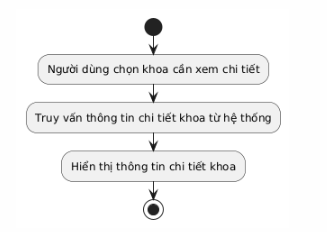 Người dùng chọn khoa cần xem chi tiết
Truy vấn thông tin chi tiết khoa từ hệ thống
Hiển thị thông tin chi tiết khoa